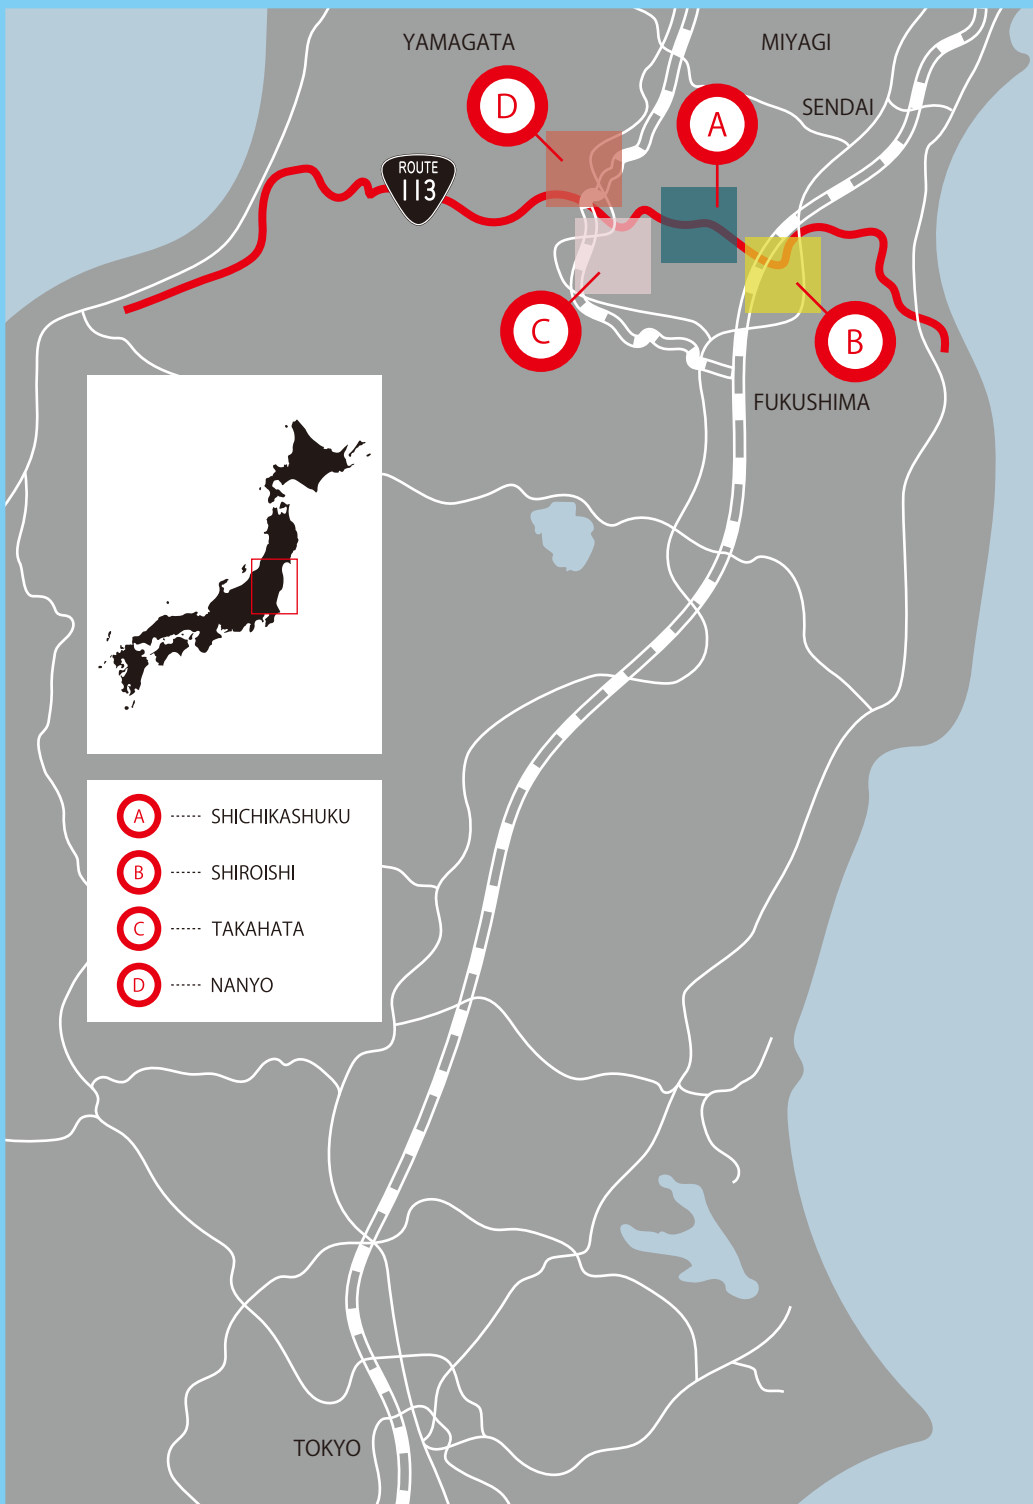 YAMAGATA
MIYAGI
SENDAI
D
A
ROUTE
113
C
B
FUKUSHIMA
A ------ SHICHIKASHUKU
B ------ SHIROISHI
C ------ TAKAHATA
D ------ NANYO
TOKYO